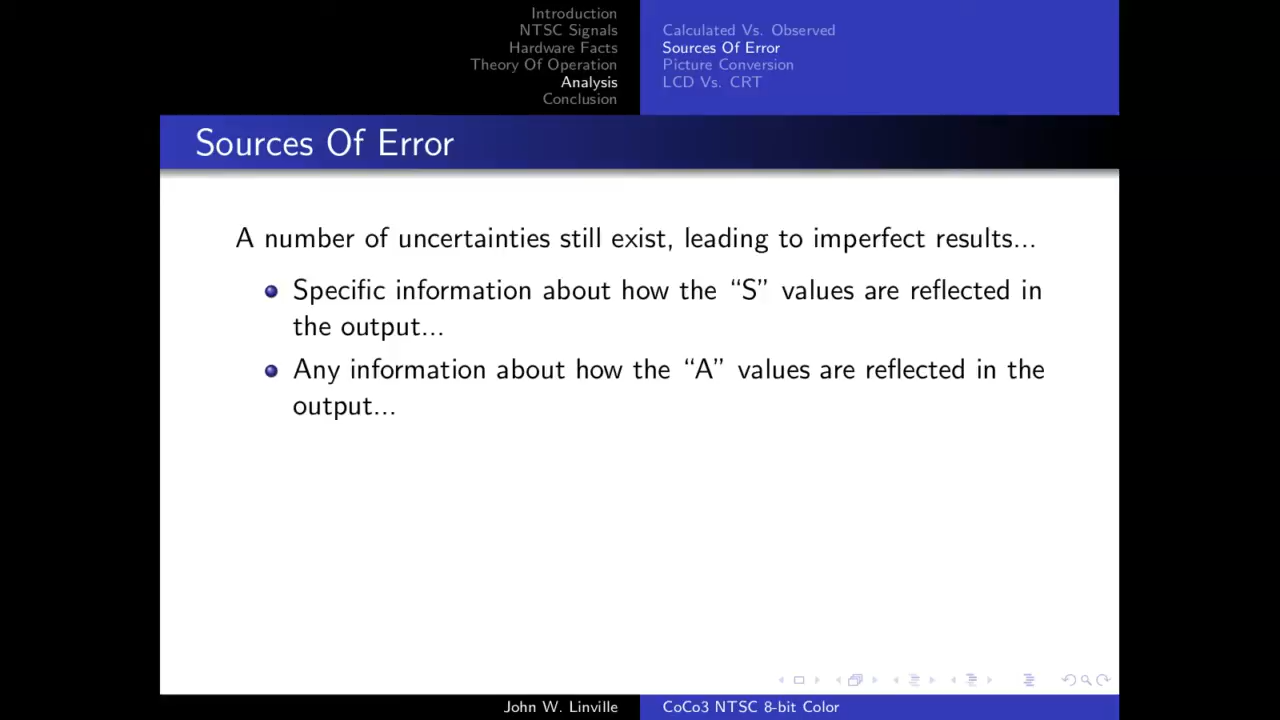 Introduction
NTSC Signals
Hardware Facts
Theory Of Operation
Analysis
Conclusion
Calculated Vs. Observed
Sources Of Error
Picture Conversion
LCD Vs. CRT
Sources Of Error
A number of uncertainties still exist, leading to imperfect results...
Specific information about how the “S” values are reflected in
the output...
Any information about how the “A” values are reflected in the
output...
John W. Linville
CoCo3 NTSC 8-bit Color